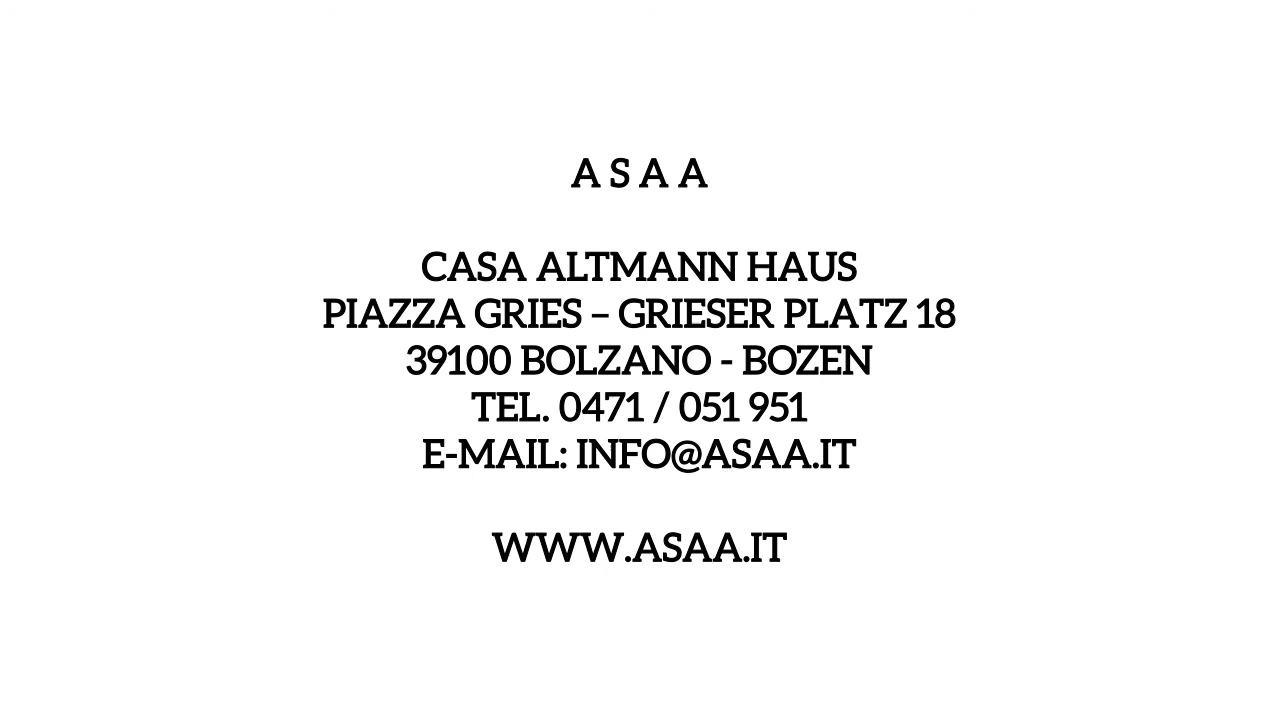 A S A A
CASA ALTMANN HAUS
PIAZZA GRIES – GRIESER PLATZ 18
39100 BOLZANO - BOZEN
TEL. 0471 / 051 951
E-MAIL: INFO@ASAA.IT
WWW.ASAA.IT